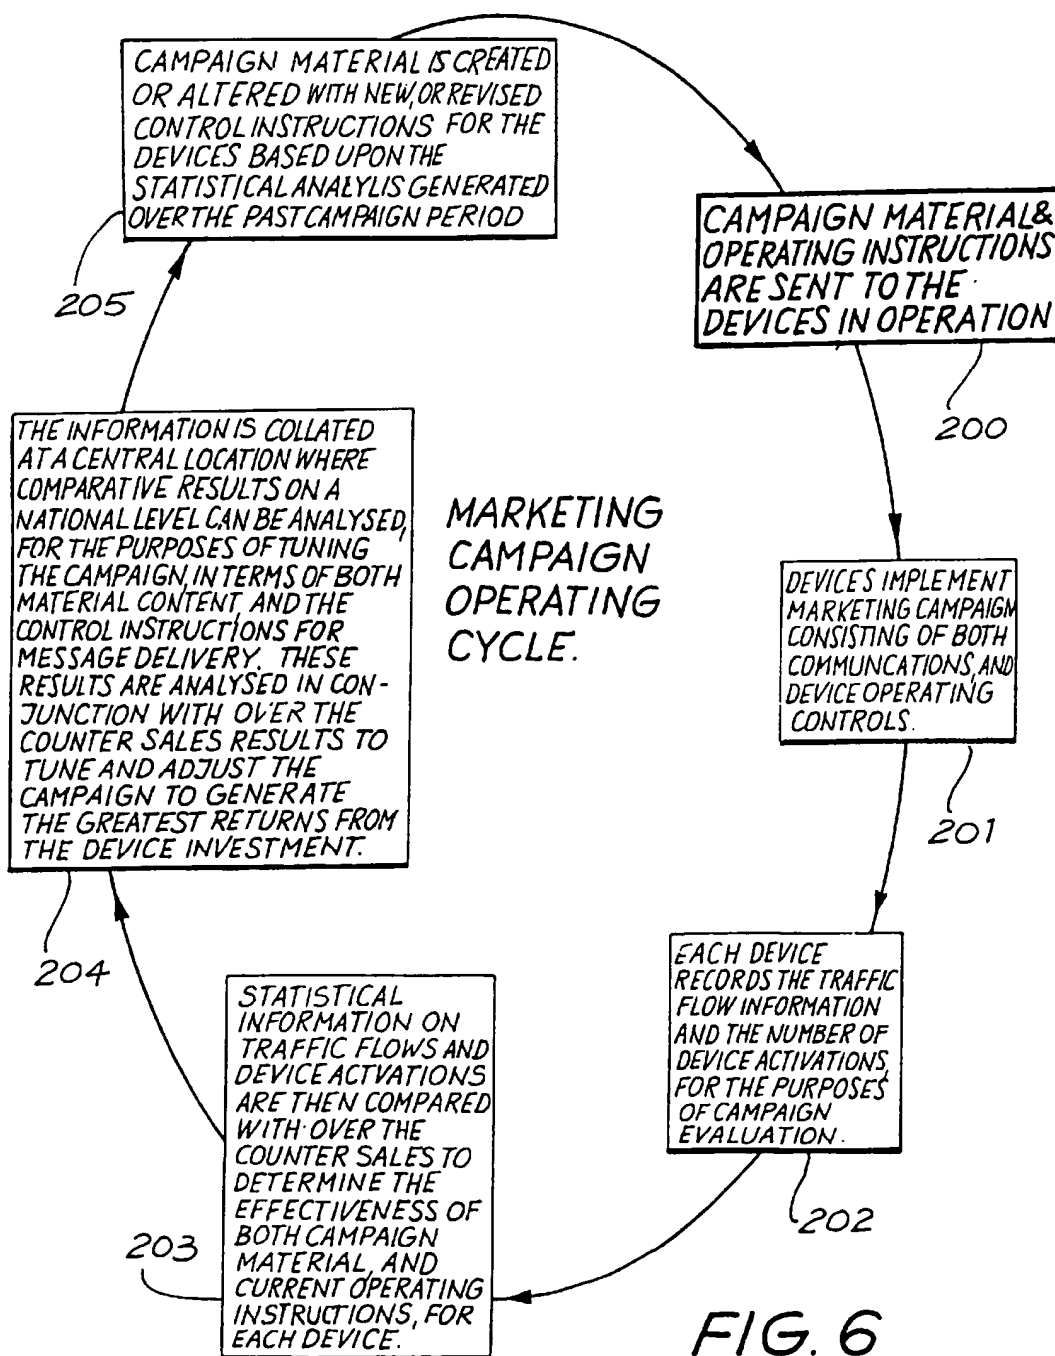 CAMPAIGN MATERIAL IS CREATED
OR ALTERED WITH NEW, OR REVISED
CONTROL INSTRUCTIONS FOR THE
DEVICES BASED UPON THE
STATISTICAL ANALYLIS GENERATED
OVER THE PAST CAMPAIGN PERIOD
205
CAMPAIGN MATERIAL &
OPERATING INSTRUCTIONS
ARE SENT TO THE
DEVICES IN OPERATION
200
DEVICES IMPLEMENT
MARKETING CAMPAIGN
CONSISTING OF BOTH
COMMUNCATIONS, AND
DEVICE OPERATING
CONTROLS.
201
EACH DEVICE
RECORDS THE TRAFFIC
FLOW INFORMATION
AND THE NUMBER OF
DEVICE ACTIVATIONS,
FOR THE PURPOSES
OF CAMPAIGN
EVALUATION.
202
STATISTICAL
INFORMATION ON
TRAFFIC FLOWS AND
DEVICE ACTVATIONS
ARE THEN COMPARED
WITH OVER THE
COUNTER SALES TO
DETERMINE THE
EFFECTIVENESS OF
BOTH CAMPAIGN
MATERIAL, AND
CURRENT OPERATING
INSTRUCTIONS, FOR
EACH DEVICE.
203
THE INFORMATION IS COLLATED
AT A CENTRAL LOCATION WHERE
COMPARATIVE RESULTS ON A
NATIONAL LEVEL CAN BE ANALYSED,
FOR THE PURPOSES OF TUNING
THE CAMPAIGN, IN TERMS OF BOTH
MATERIAL CONTENT, AND THE
CONTROL INSTRUCTIONS FOR
MESSAGE DELIVERY. THESE
RESULTS ARE ANALYSED IN CON-
JUNCTION WITH OVER THE
COUNTER SALES RESULTS TO
TUNE AND ADJUST THE
CAMPAIGN TO GENERATE
THE GREATEST RETURNS FROM
THE DEVICE INVESTMENT.
204
MARKETING
CAMPAIGN
OPERATING
CYCLE.
FIG. 6